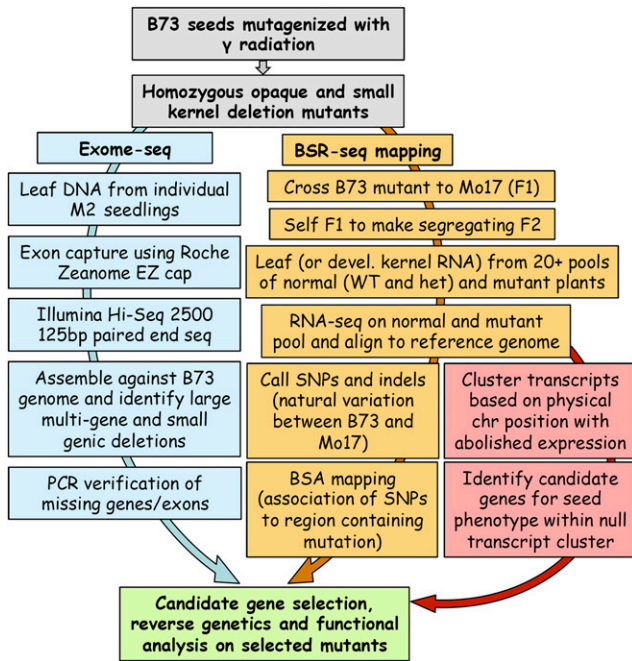 B73 seeds mutagenized with
γ radiation
Homozygous opaque and small
kernel deletion mutants
Exome-seq
Leaf DNA from individual
M2 seedlings
Exon capture using Roche
Zeanome EZ cap
Illumina Hi-Seq 2500
125bp paired end seq
Assemble against B73
genome and identify large
multi-gene and small
genic deletions
PCR verification of
missing genes/exons
BSR-seq mapping
Cross B73 mutant to Mo17 (F1)
Self F1 to make segregating F2
Leaf (or devel. kernel RNA) from 20+ pools
of normal (WT and het) and mutant plants
RNA-seq on normal and mutant
pool and align to reference genome
Call SNPs and indels
(natural variation
between B73 and
Mo17)
BSA mapping
(association of SNPs
to region containing
mutation)
Cluster transcripts
based on physical
chr position with
abolished expression
Identify candidate
genes for seed
phenotype within null
transcript cluster
Candidate gene selection,
reverse genetics and functional
analysis on selected mutants